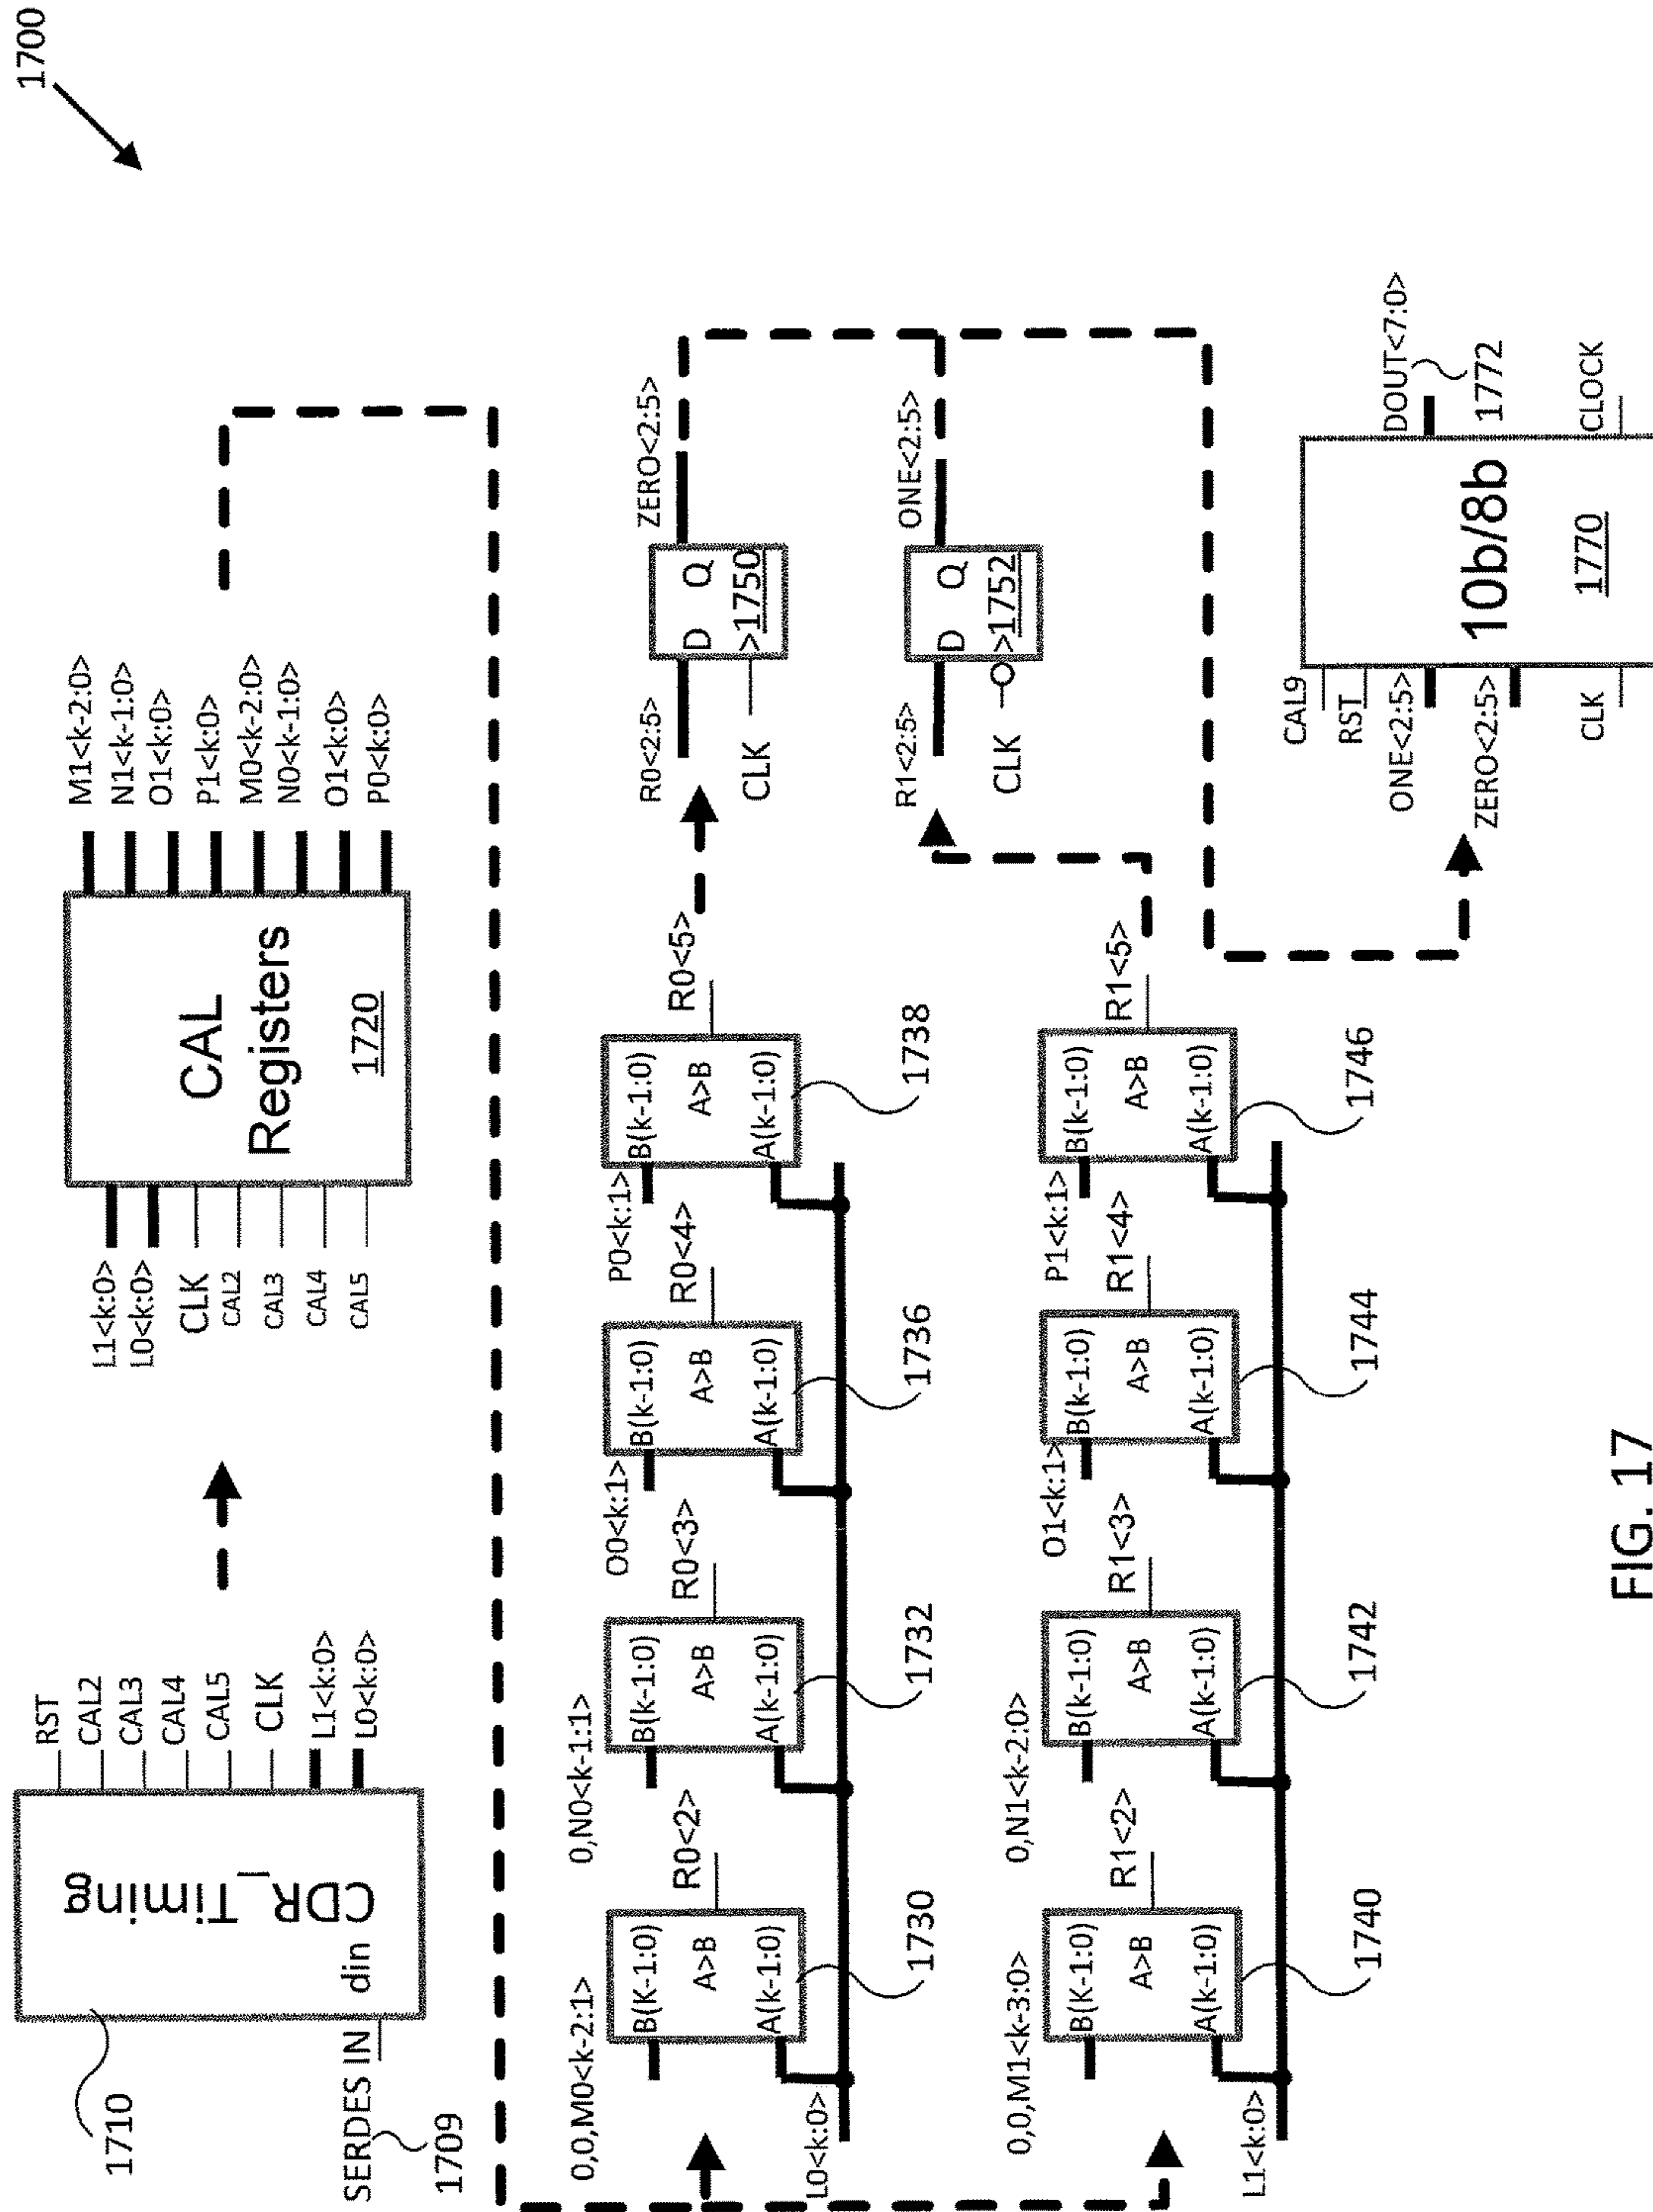 1700
CDR_Timing
din
1710
SERDES IN
1709
RST
CAL2
CAL3
CAL4
CAL5
CLK
L1<k:0>
L0<k:0>
L1<k:0>
L0<k:0>
CLK
CAL2
CAL3
CAL4
CAL5
CAL
Registers
1720
M1<k-2:0>
N1<k-1:0>
O1<k:0>
P1<k:0>
M0<k-2:0>
N0<k-1:0>
O1<k:0>
P0<k:0>
0,0,M0<k-2:1>
B(K-1:0)
A>B
A(k-1:0)
R0<2>
1730
0,N0<k-1:1>
B(k-1:0)
A>B
A(k-1:0)
R0<3>
1732
O0<k:1>
B(k-1:0)
A>B
A(k-1:0)
R0<4>
1736
P0<k:1>
B(k-1:0)
A>B
A(k-1:0)
R0<5>
1738
L0<k:0>
R0<2:5>
D Q
>1750
CLK
ZERO<2:5>
0,0,M1<k-3:0>
B(K-1:0)
A>B
A(k-1:0)
R1<2>
1740
0,N1<k-2:0>
B(k-1:0)
A>B
A(k-1:0)
R1<3>
1742
O1<k:1>
B(k-1:0)
A>B
A(k-1:0)
R1<4>
1744
P1<k:1>
B(k-1:0)
A>B
A(k-1:0)
R1<5>
1746
L1<k:0>
R1<2:5>
D Q
>1752
CLK
ONE<2:5>
CAL9
RST
ONE<2:5>
ZERO<2:5>
CLK
10b/8b
1770
DOUT<7:0>
1772
CLOCK
FIG. 17